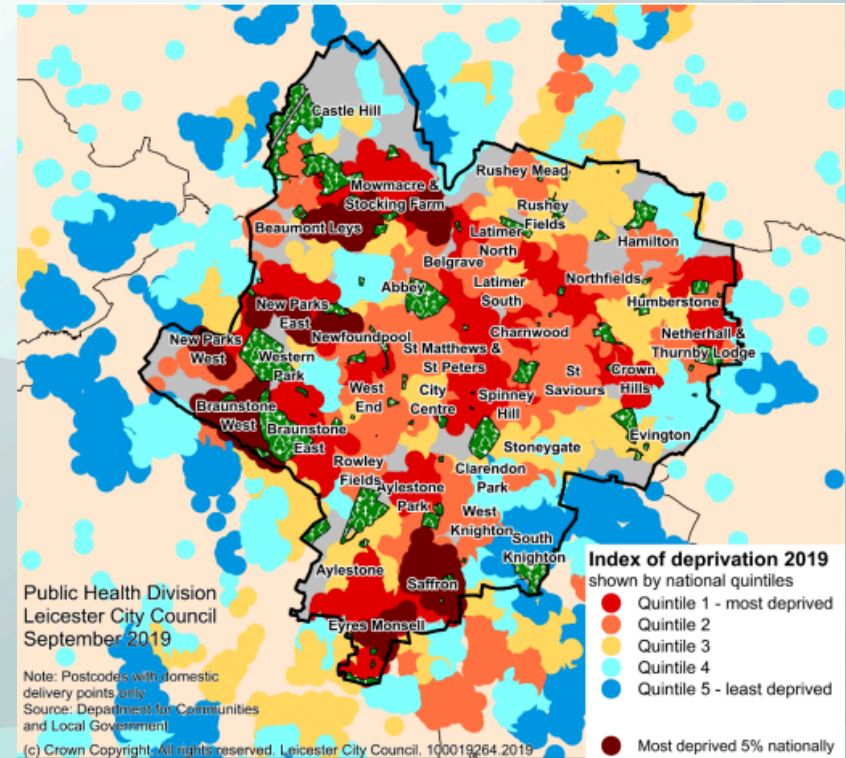 Castle Hill
Rushey Mead
Mowmacre &
Stocking Farm
Rushey
Fields
Beaumont Leys
Latimer
North
Hamilton
Belgrave
Abbey
Latimer
South
Northfields
Humberstone
New Parks
East
Newfoundpool
Charnwood
Netherhall &
Thurnby Lodge
New Parks
West
Western
Park
St Matthews &
St Peters
St
Saviours
Crown
Hills
West
End
City
Centre
Spinney
Hill
Braunstone
West
Braunstone
East
Stoneygate
Evington
Rowley
Fields
Clarendon
Park
Aylestone
Park
West
Knighton
South
Knighton
Aylestone
Saffron
Eyres Monsell
Public Health Division
Leicester City Council
September 2019
Note: Postcodes with domestic
delivery points only
Source: Department for Communities
and Local Government
(c) Crown Copyright. All rights reserved. Leicester City Council. 100019264.2019
Index of deprivation 2019
shown by national quintiles
Quintile 1 - most deprived
Quintile 2
Quintile 3
Quintile 4
Quintile 5 - least deprived
Most deprived 5% nationally